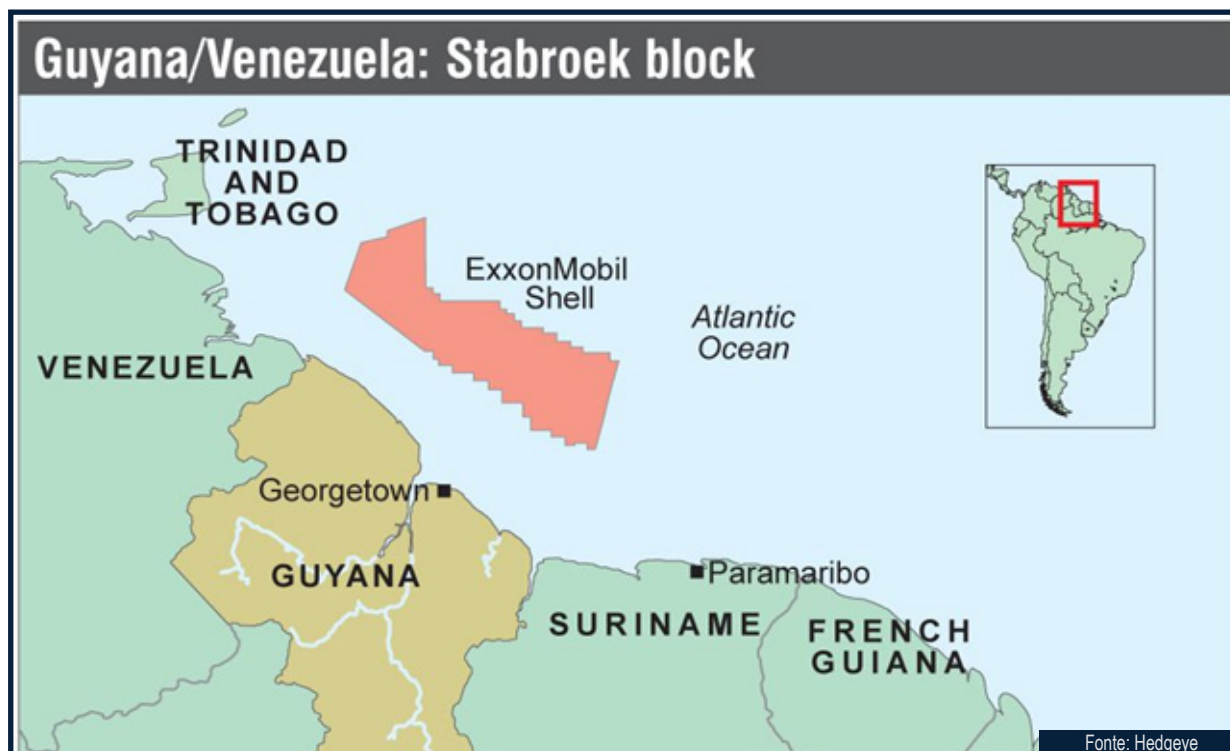 Guyana/Venezuela: Stabroek block
TRINIDAD
AND
TOBAGO
ExxonMobil
Shell
Atlantic
Ocean
VENEZUELA
Georgetown
GUYANA
Paramaribo
SURINAME
FRENCH
GUIANA
Fonte: Hedgeye